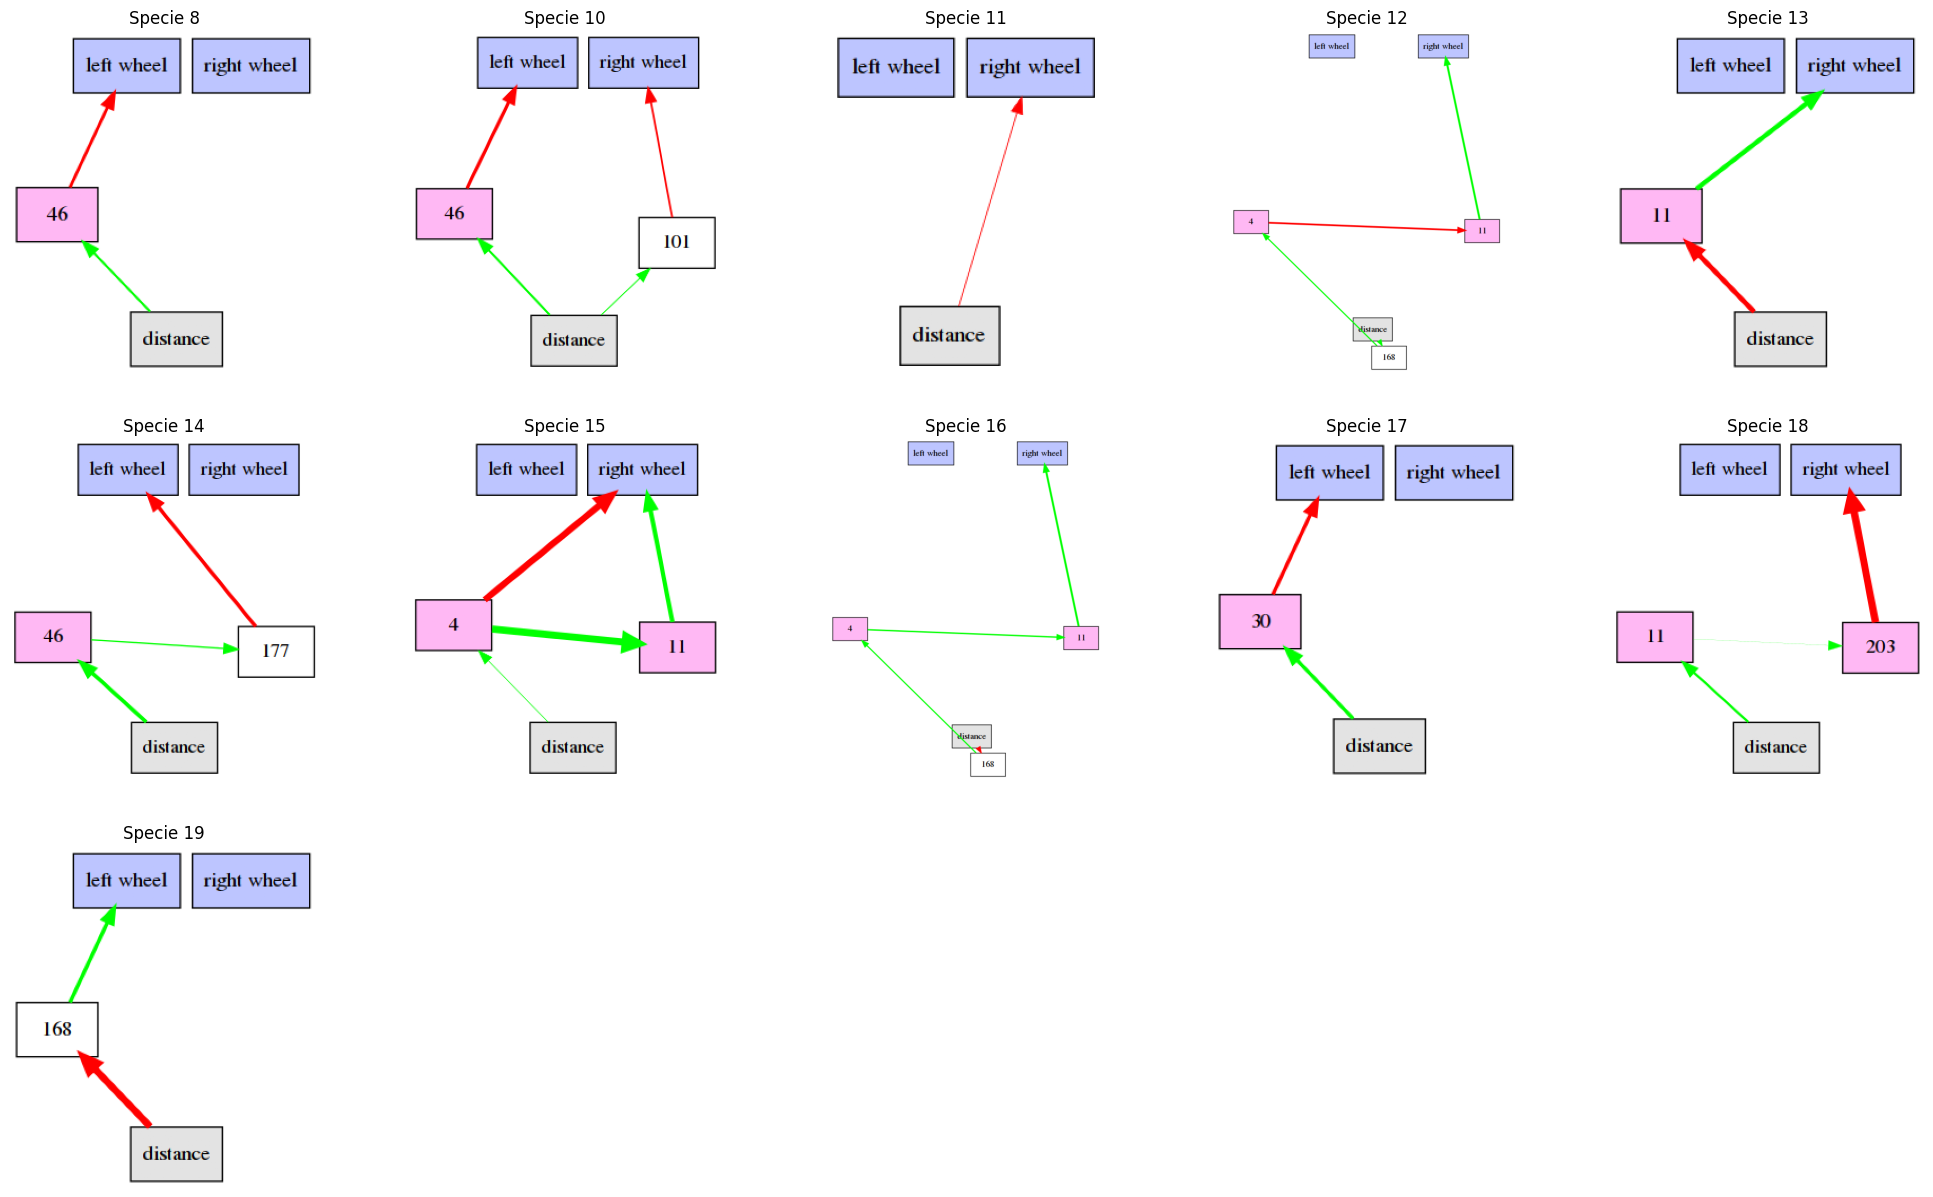 Specie 8
left wheel right wheel
46
distance
Specie 10
left wheel right wheel
46
101
distance
Specie 11
left wheel right wheel
distance
Specie 12
left wheel right wheel
4
11
distance
168
Specie 13
left wheel right wheel
11
distance
Specie 14
left wheel right wheel
46
177
distance
Specie 15
left wheel right wheel
4
11
distance
Specie 16
left wheel right wheel
4
11
distance
168
Specie 17
left wheel right wheel
30
distance
Specie 18
left wheel right wheel
11
203
distance
Specie 19
left wheel right wheel
168
distance